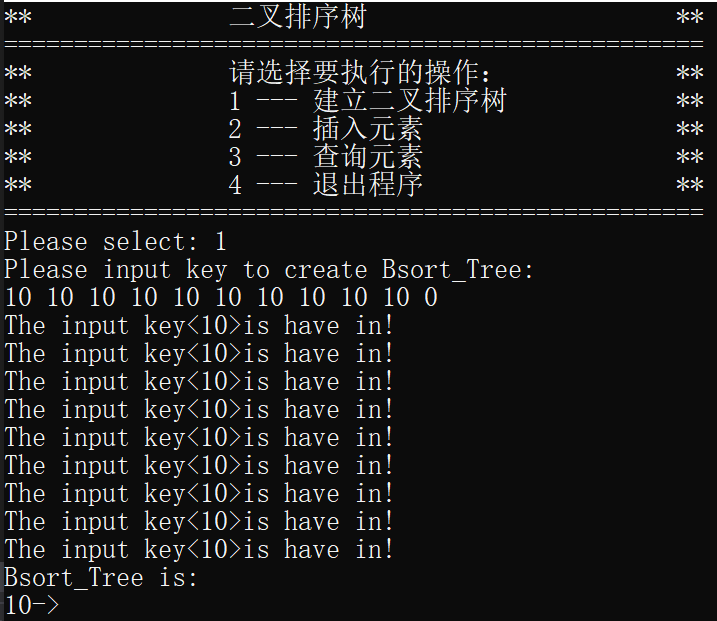 ** 二叉排序树 **
==================================================
** 请选择要执行的操作: **
** 1 --- 建立二叉排序树 **
** 2 --- 插入元素 **
** 3 --- 查询元素 **
** 4 --- 退出程序 **
==================================================
Please select: 1
Please input key to create Bsort_Tree:
10 10 10 10 10 10 10 10 10 10 0
The input key<10>is have in!
The input key<10>is have in!
The input key<10>is have in!
The input key<10>is have in!
The input key<10>is have in!
The input key<10>is have in!
The input key<10>is have in!
The input key<10>is have in!
The input key<10>is have in!
Bsort_Tree is:
10->